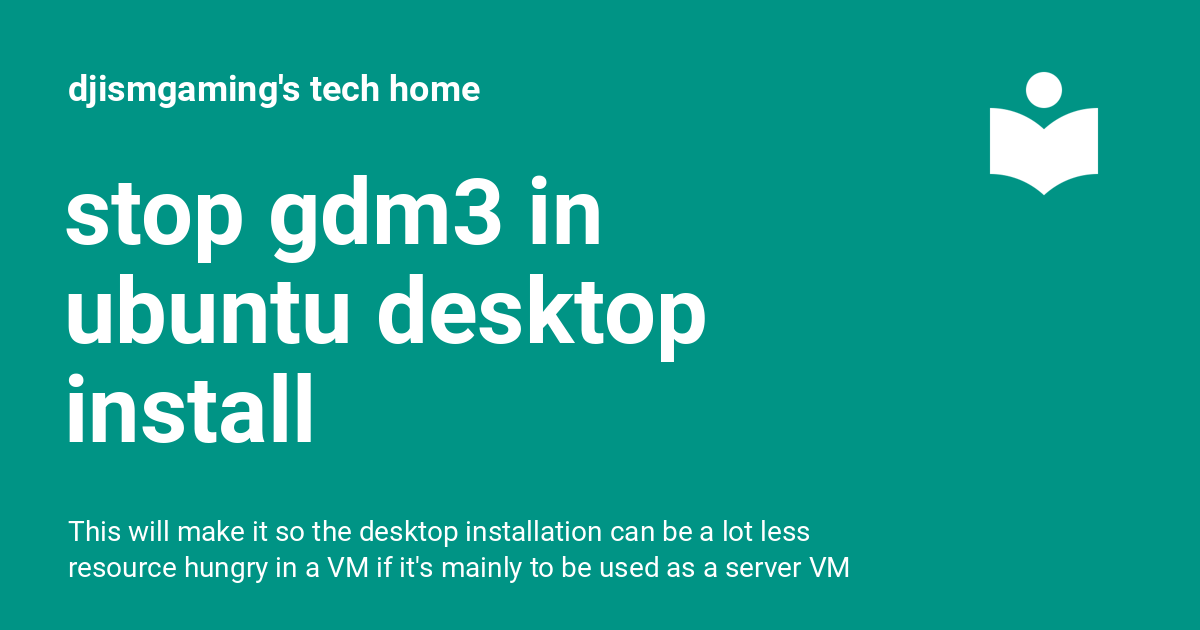 djismgaming's tech home
stop gdm3 in
ubuntu desktop
install
This will make it so the desktop installation can be a lot less
resource hungry in a VM if it's mainly to be used as a server VM